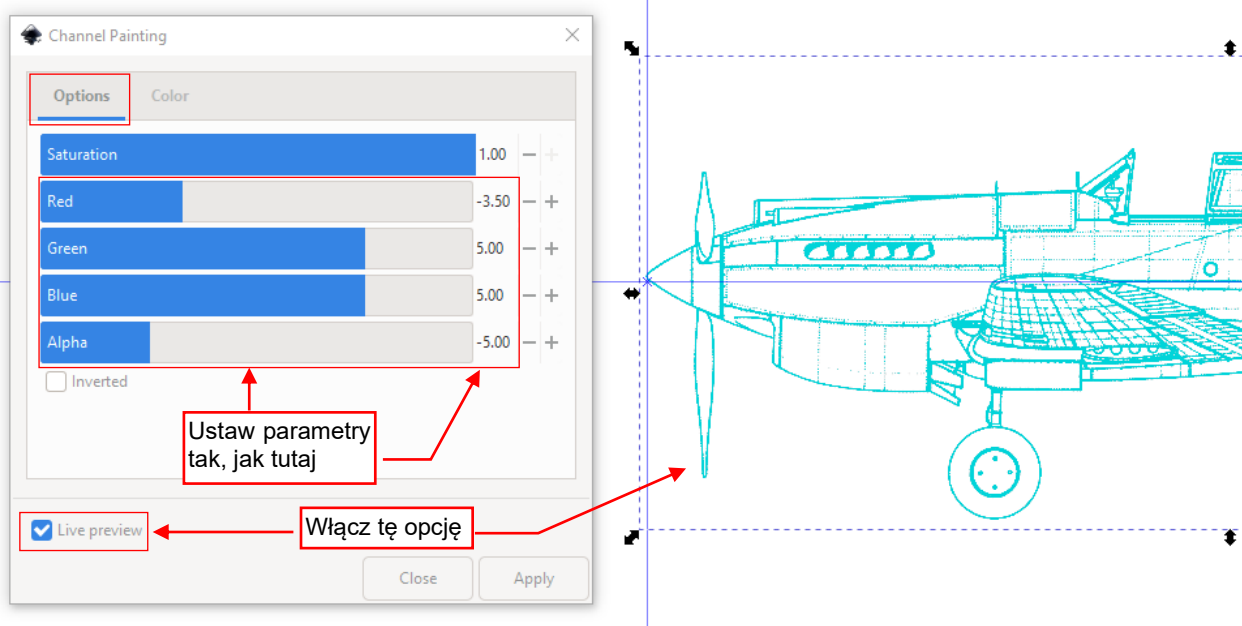 Channel Painting
Options Color
Saturation 1.00
Red -3.50
Green 5.00
Blue 5.00
Alpha -5.00
Inverted
Ustaw parametry
tak, jak tutaj
Włącz tę opcję
Live preview
Close Apply